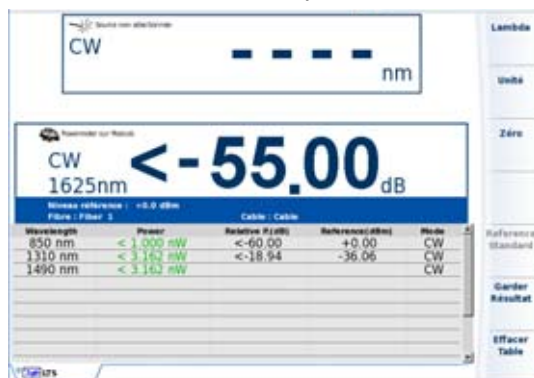 Source non sélectionnée
CW
- - - -
nm
Powermeter sur Module
CW
1625nm
<-55.00 dB
Niveau référence : +0.0 dBm
Fibre : Fiber 1 Cable : Cable
Wavelength Power Relative P.(dB) Reference(dBm) Mode
850 nm < 1.000 nW <-60.00 +0.00 CW
1310 nm < 3.162 nW <-18.94 -36.06 CW
1490 nm < 3.162 nW CW
LTS
Lambda
Unité
Zéro
Reference
Standard
Garder
Résultat
Effacer
Table